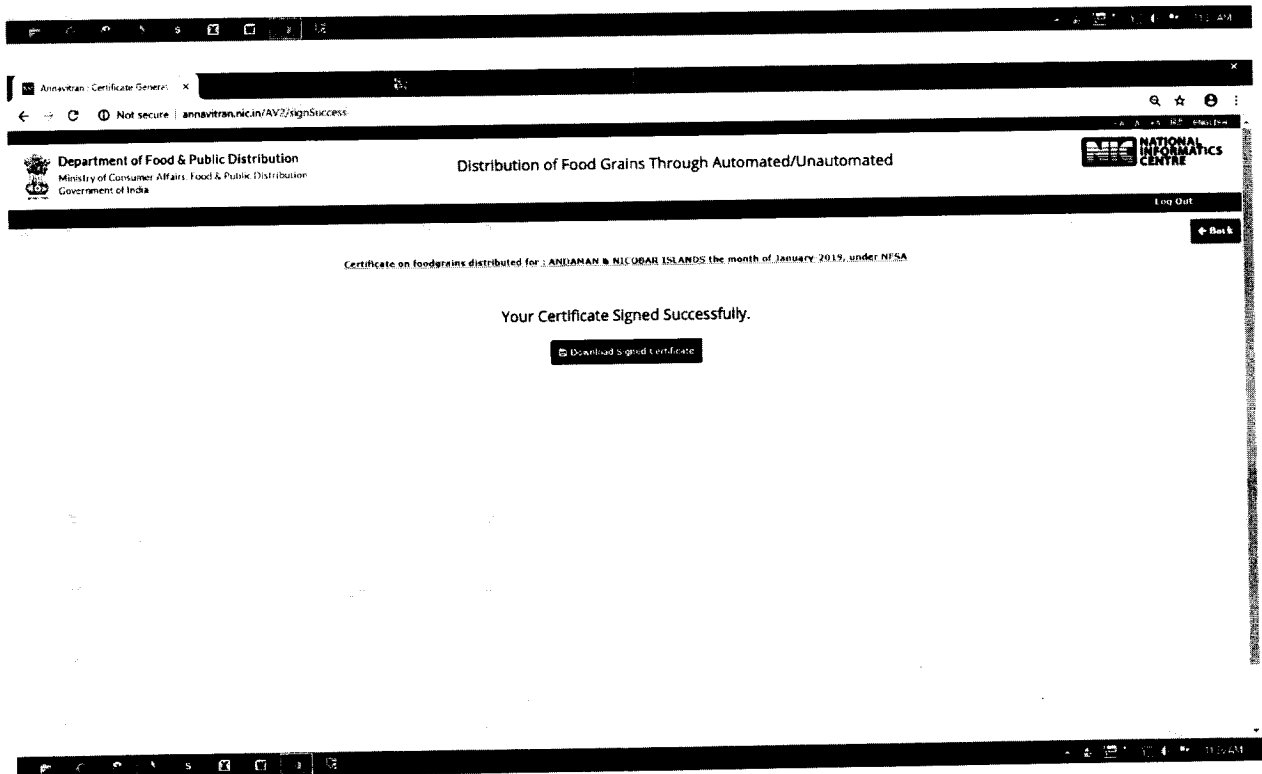 Annavitran : Certificate Generat
Not secure | annavitran.nic.in/AV2/signSuccess
-A A +A ENGLISH
Department of Food & Public Distribution
Ministry of Consumer Affairs, Food & Public Distribution
Government of India
Distribution of Food Grains Through Automated/Unautomated
NIC NATIONAL
INFORMATICS
CENTRE
Log Out
Back
Certificate on foodgrains distributed for : ANDAMAN & NICOBAR ISLANDS the month of January-2019, under NFSA
Your Certificate Signed Successfully.
Download Signed Certificate
AM